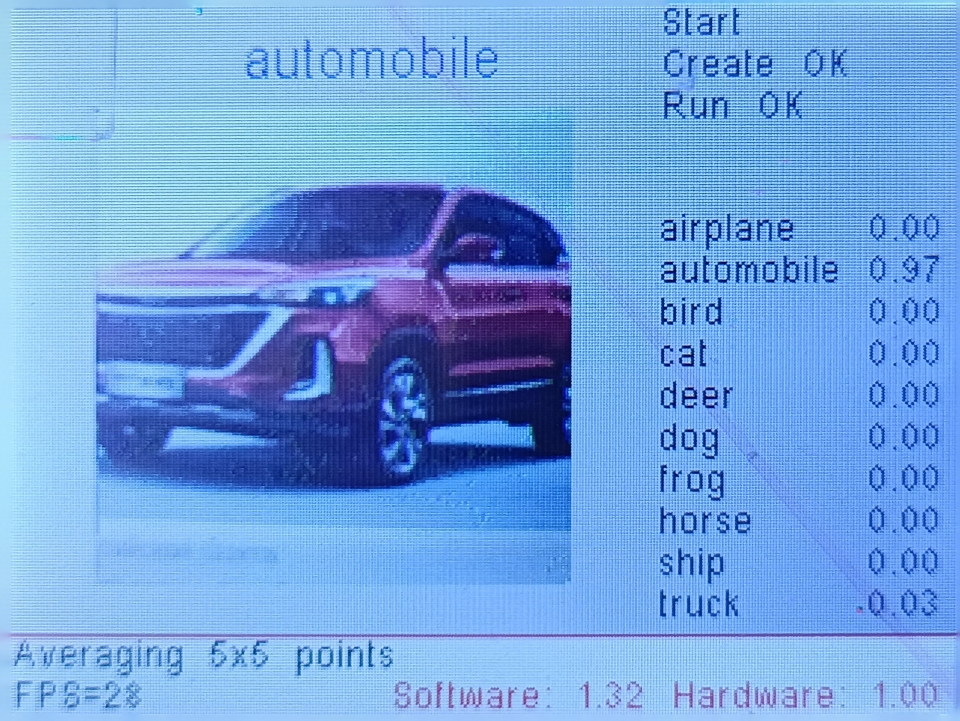 automobile
Start
Create OK
Run OK
airplane 0.00
automobile 0.97
bird 0.00
cat 0.00
deer 0.00
dog 0.00
frog 0.00
horse 0.00
ship 0.00
truck 0.03
Averaging 5x5 points
FPS=28
Software: 1.32 Hardware: 1.00